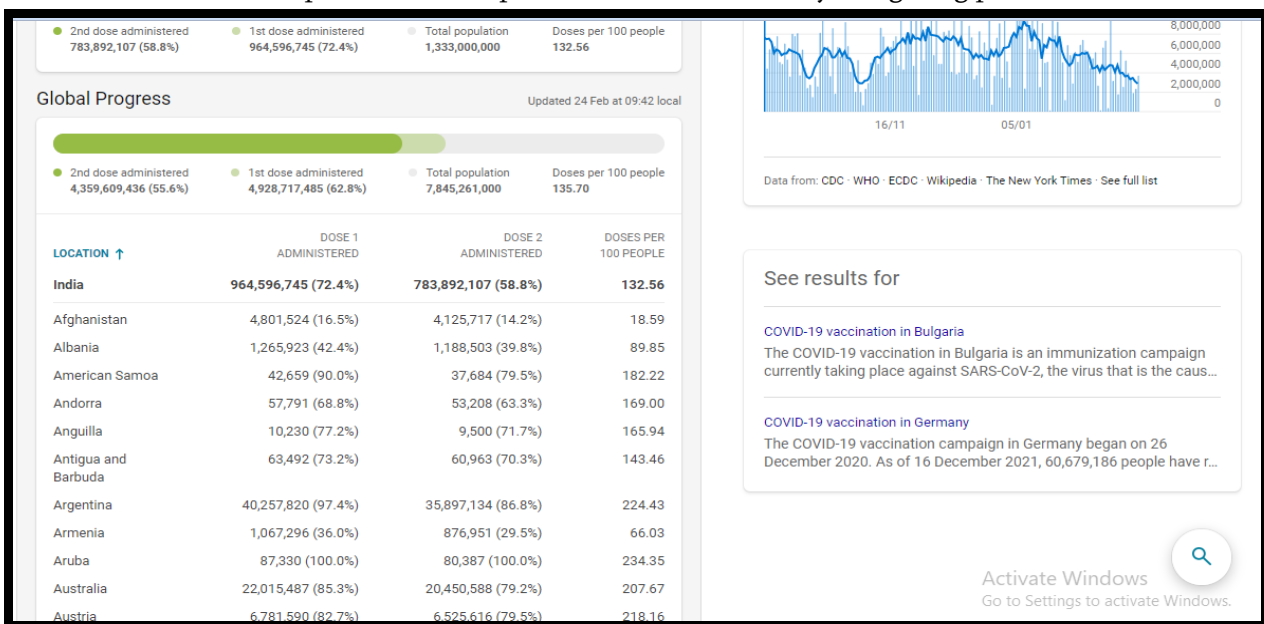 2nd dose administered 1st dose administered Total population Doses per 100 people
783,892,107 (58.8%) 964,596,745 (72.4%) 1,333,000,000 132.56
Global Progress Updated 24 Feb at 09:42 local
2nd dose administered 1st dose administered Total population Doses per 100 people
4,359,609,436 (55.6%) 4,928,717,485 (62.8%) 7,845,261,000 135.70
DOSE 1 DOSE 2 DOSES PER
LOCATION ↑ ADMINISTERED ADMINISTERED 100 PEOPLE
India 964,596,745 (72.4%) 783,892,107 (58.8%) 132.56
Afghanistan 4,801,524 (16.5%) 4,125,717 (14.2%) 18.59
Albania 1,265,923 (42.4%) 1,188,503 (39.8%) 89.85
American Samoa 42,659 (90.0%) 37,684 (79.5%) 182.22
Andorra 57,791 (68.8%) 53,208 (63.3%) 169.00
Anguilla 10,230 (77.2%) 9,500 (71.7%) 165.94
Antigua and 63,492 (73.2%) 60,963 (70.3%) 143.46
Barbuda
Argentina 40,257,820 (97.4%) 35,897,134 (86.8%) 224.43
Armenia 1,067,296 (36.0%) 876,951 (29.5%) 66.03
Aruba 87,330 (100.0%) 80,387 (100.0%) 234.35
Australia 22,015,487 (85.3%) 20,450,588 (79.2%) 207.67
Austria 6,781,590 (82.7%) 6,525,616 (79.5%) 218.16
8,000,000
6,000,000
4,000,000
2,000,000
0
16/11 05/01
Data from: CDC · WHO · ECDC · Wikipedia · The New York Times · See full list
See results for
COVID-19 vaccination in Bulgaria
The COVID-19 vaccination in Bulgaria is an immunization campaign
currently taking place against SARS-CoV-2, the virus that is the caus...
COVID-19 vaccination in Germany
The COVID-19 vaccination campaign in Germany began on 26
December 2020. As of 16 December 2021, 60,679,186 people have r...
Activate Windows
Go to Settings to activate Windows.